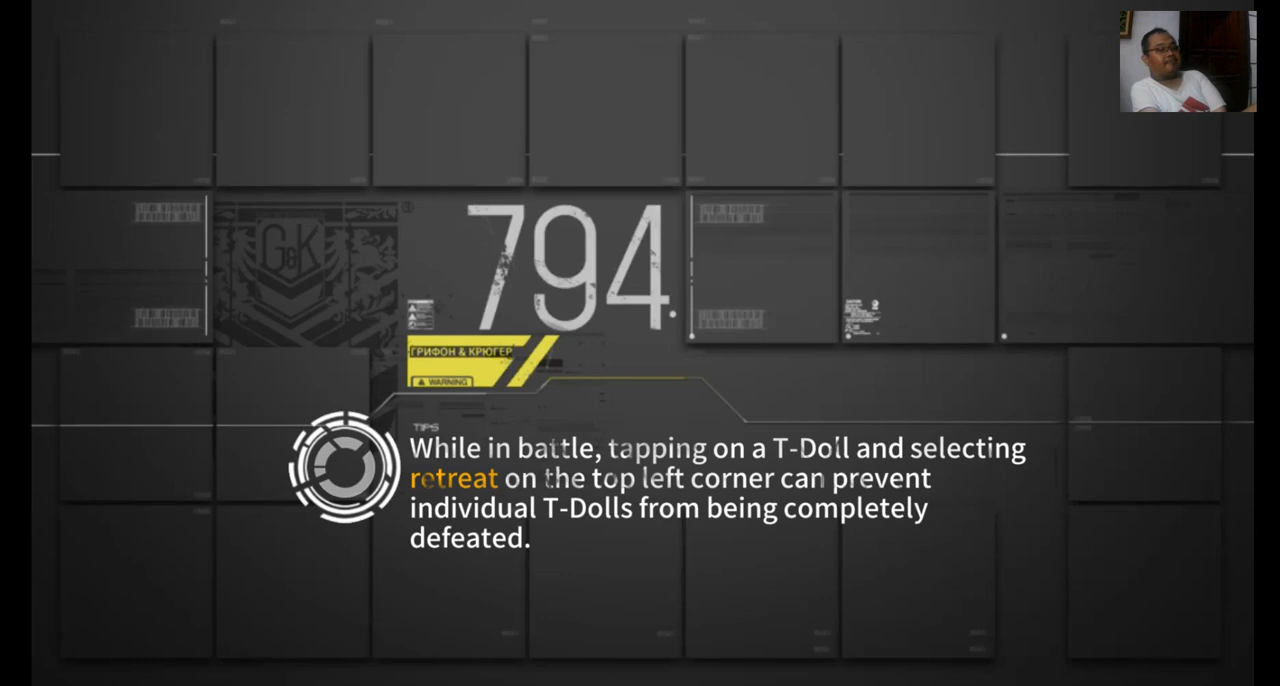 G&K
794.
ГРИФОН & КРЮГЕР
WARNING
TIPS
While in battle, tapping on a T-Doll and selecting
retreat on the top left corner can prevent
individual T-Dolls from being completely
defeated.